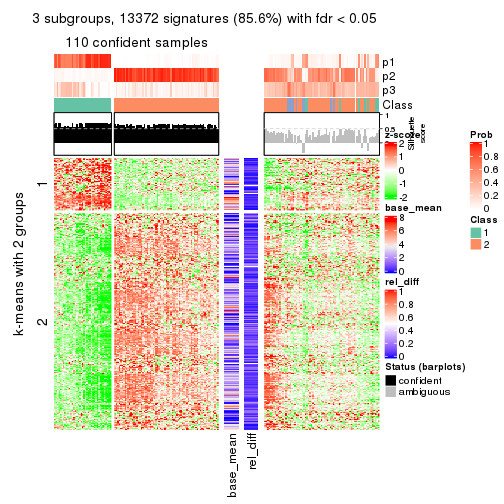 3 subgroups, 13372 signatures (85.6%) with fdr < 0.05
110 confident samples
p1
p2
p3
Class
1
0.5
0
Silhouette
score
k-means with 2 groups
1
2
base_mean
rel_diff
z-score
2
1
0
-1
-2
base_mean
8
6
4
2
0
rel_diff
1
0.8
0.6
0.4
0.2
0
Status (barplots)
confident
ambiguous
Prob
1
0.8
0.6
0.4
0.2
0
Class
1
2